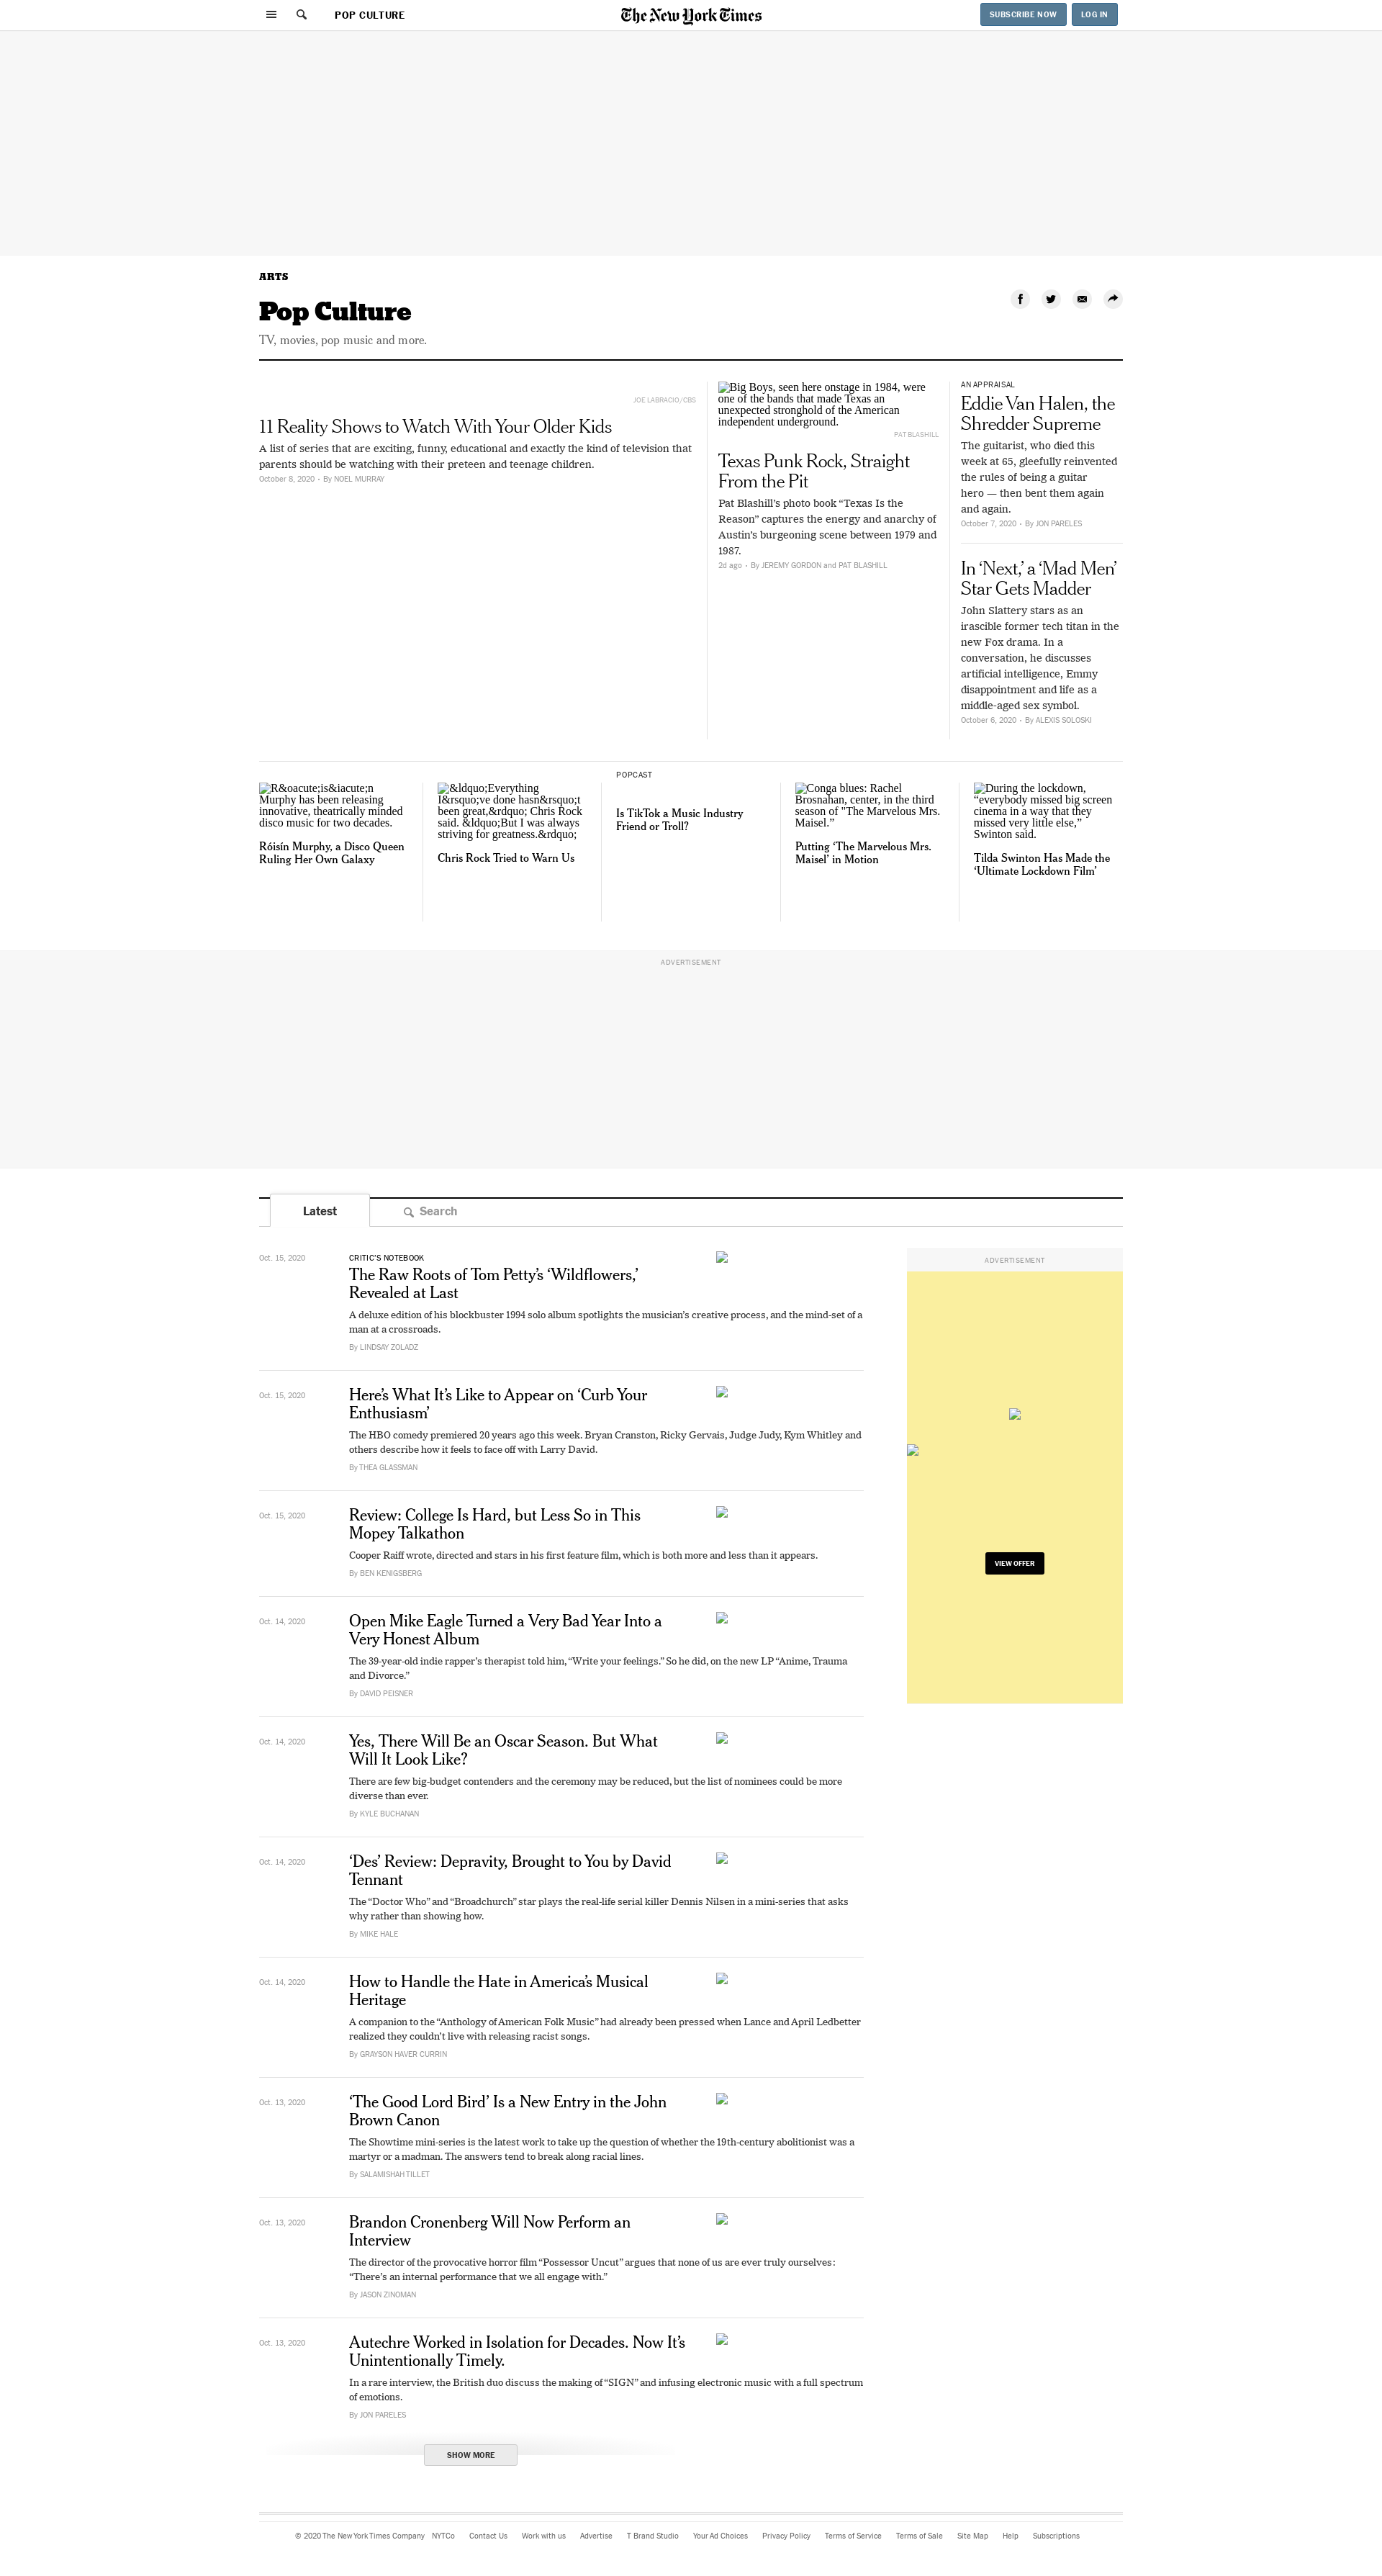 POP CULTURE
The New York Times
SUBSCRIBE NOW
LOG IN
ARTS
Pop Culture
TV, movies, pop music and more.
JOE LABRACIO/CBS
11 Reality Shows to Watch With Your Older Kids
A list of series that are exciting, funny, educational and exactly the kind of television that
parents should be watching with their preteen and teenage children.
October 8, 2020 • By NOEL MURRAY
Big Boys, seen here onstage in 1984, were
one of the bands that made Texas an
unexpected stronghold of the American
independent underground.
PAT BLASHILL
Texas Punk Rock, Straight
From the Pit
Pat Blashill’s photo book “Texas Is the
Reason” captures the energy and anarchy of
Austin’s burgeoning scene between 1979 and
1987.
2d ago • By JEREMY GORDON and PAT BLASHILL
AN APPRAISAL
Eddie Van Halen, the
Shredder Supreme
The guitarist, who died this
week at 65, gleefully reinvented
the rules of being a guitar
hero — then bent them again
and again.
October 7, 2020 • By JON PARELES
In ‘Next,’ a ‘Mad Men’
Star Gets Madder
John Slattery stars as an
irascible former tech titan in the
new Fox drama. In a
conversation, he discusses
artificial intelligence, Emmy
disappointment and life as a
middle-aged sex symbol.
October 6, 2020 • By ALEXIS SOLOSKI
R&oacute;is&iacute;n
Murphy has been releasing
innovative, theatrically minded
disco music for two decades.
Róisín Murphy, a Disco Queen
Ruling Her Own Galaxy
&ldquo;Everything
I&rsquo;ve done hasn&rsquo;t
been great,&rdquo; Chris Rock
said. &ldquo;But I was always
striving for greatness.&rdquo;
Chris Rock Tried to Warn Us
POPCAST
Is TikTok a Music Industry
Friend or Troll?
Conga blues: Rachel
Brosnahan, center, in the third
season of "The Marvelous Mrs.
Maisel.”
Putting ‘The Marvelous Mrs.
Maisel’ in Motion
During the lockdown,
“everybody missed big screen
cinema in a way that they
missed very little else,”
Swinton said.
Tilda Swinton Has Made the
‘Ultimate Lockdown Film’
ADVERTISEMENT
Latest
Search
Oct. 15, 2020
CRITIC’S NOTEBOOK
The Raw Roots of Tom Petty’s ‘Wildflowers,’
Revealed at Last
A deluxe edition of his blockbuster 1994 solo album spotlights the musician’s creative process, and the mind-set of a
man at a crossroads.
By LINDSAY ZOLADZ
ADVERTISEMENT
VIEW OFFER
Oct. 15, 2020
Here’s What It’s Like to Appear on ‘Curb Your
Enthusiasm’
The HBO comedy premiered 20 years ago this week. Bryan Cranston, Ricky Gervais, Judge Judy, Kym Whitley and
others describe how it feels to face off with Larry David.
By THEA GLASSMAN
Oct. 15, 2020
Review: College Is Hard, but Less So in This
Mopey Talkathon
Cooper Raiff wrote, directed and stars in his first feature film, which is both more and less than it appears.
By BEN KENIGSBERG
Oct. 14, 2020
Open Mike Eagle Turned a Very Bad Year Into a
Very Honest Album
The 39-year-old indie rapper’s therapist told him, “Write your feelings.” So he did, on the new LP “Anime, Trauma
and Divorce.”
By DAVID PEISNER
Oct. 14, 2020
Yes, There Will Be an Oscar Season. But What
Will It Look Like?
There are few big-budget contenders and the ceremony may be reduced, but the list of nominees could be more
diverse than ever.
By KYLE BUCHANAN
Oct. 14, 2020
‘Des’ Review: Depravity, Brought to You by David
Tennant
The “Doctor Who” and “Broadchurch” star plays the real-life serial killer Dennis Nilsen in a mini-series that asks
why rather than showing how.
By MIKE HALE
Oct. 14, 2020
How to Handle the Hate in America’s Musical
Heritage
A companion to the “Anthology of American Folk Music” had already been pressed when Lance and April Ledbetter
realized they couldn’t live with releasing racist songs.
By GRAYSON HAVER CURRIN
Oct. 13, 2020
‘The Good Lord Bird’ Is a New Entry in the John
Brown Canon
The Showtime mini-series is the latest work to take up the question of whether the 19th-century abolitionist was a
martyr or a madman. The answers tend to break along racial lines.
By SALAMISHAH TILLET
Oct. 13, 2020
Brandon Cronenberg Will Now Perform an
Interview
The director of the provocative horror film “Possessor Uncut” argues that none of us are ever truly ourselves:
“There’s an internal performance that we all engage with.”
By JASON ZINOMAN
Oct. 13, 2020
Autechre Worked in Isolation for Decades. Now It’s
Unintentionally Timely.
In a rare interview, the British duo discuss the making of “SIGN” and infusing electronic music with a full spectrum
of emotions.
By JON PARELES
SHOW MORE
© 2020 The New York Times Company NYTCo Contact Us Work with us Advertise T Brand Studio Your Ad Choices Privacy Policy Terms of Service Terms of Sale Site Map Help Subscriptions